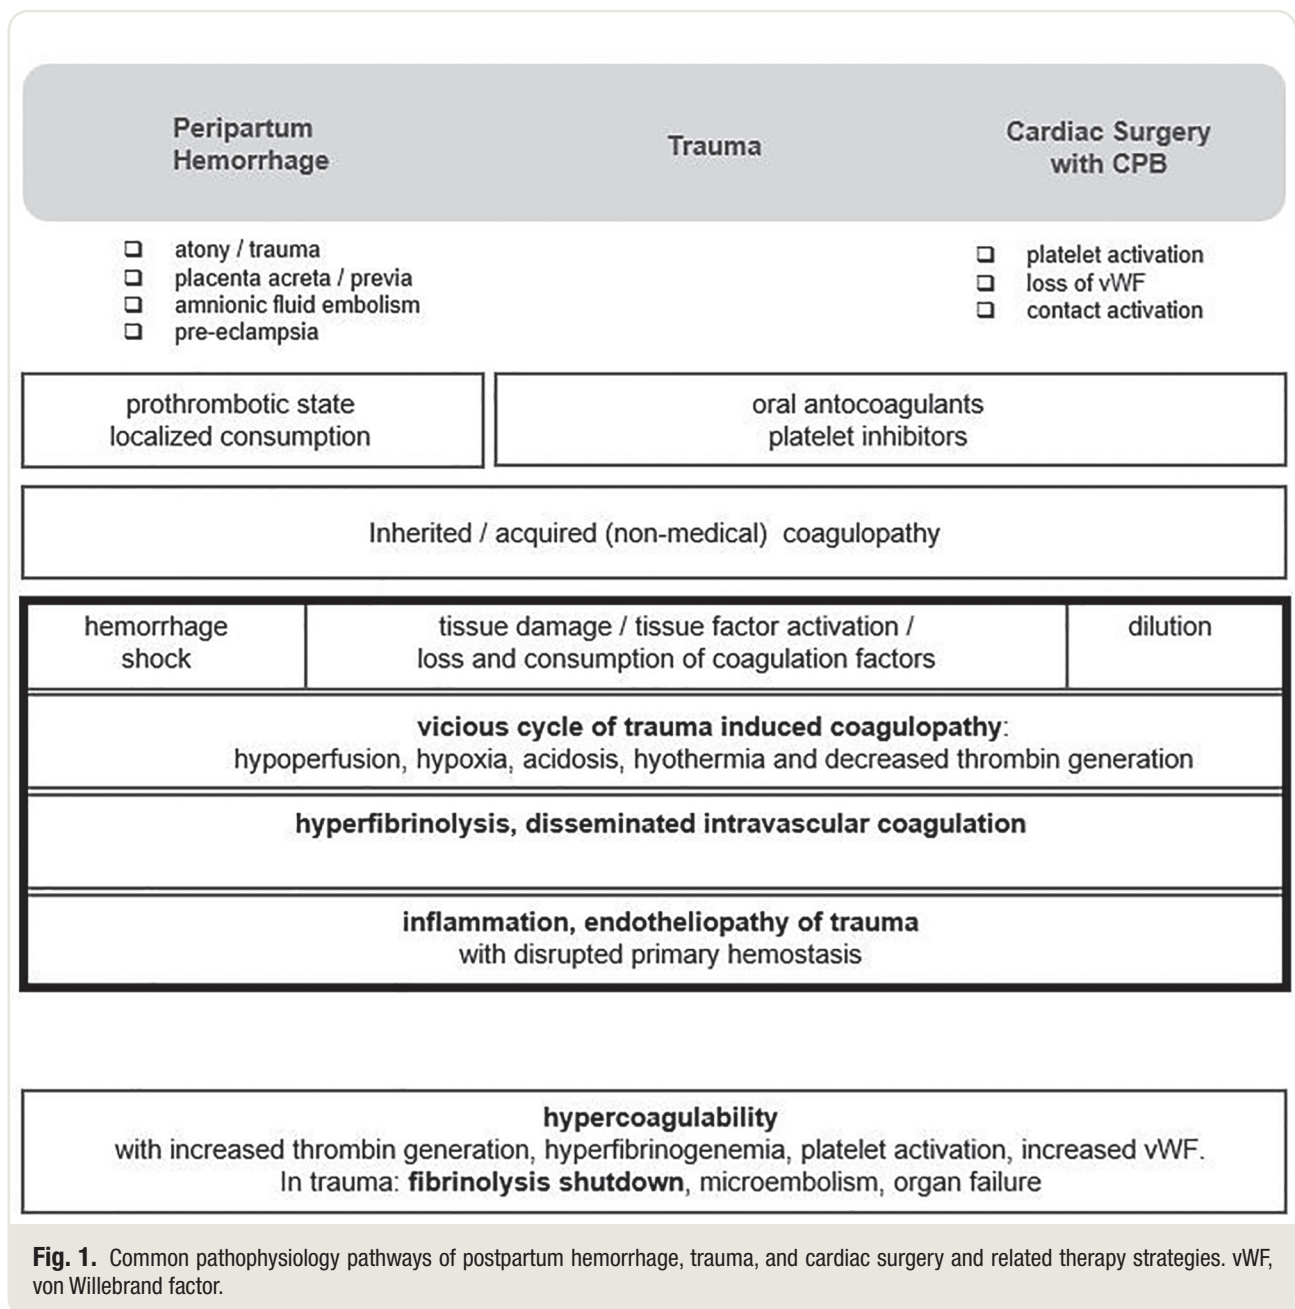 Peripartum
Hemorrhage
Trauma
Cardiac Surgery
with CPB
❑ atony / trauma
❑ placenta acreta / previa
❑ amnionic fluid embolism
❑ pre-eclampsia
❑ platelet activation
❑ loss of vWF
❑ contact activation
prothrombotic state
localized consumption
oral antocoagulants
platelet inhibitors
Inherited / acquired (non-medical) coagulopathy
hemorrhage
shock
tissue damage / tissue factor activation /
loss and consumption of coagulation factors
dilution
vicious cycle of trauma induced coagulopathy:
hypoperfusion, hypoxia, acidosis, hyothermia and decreased thrombin generation
hyperfibrinolysis, disseminated intravascular coagulation
inflammation, endotheliopathy of trauma
with disrupted primary hemostasis
hypercoagulability
with increased thrombin generation, hyperfibrinogenemia, platelet activation, increased vWF.
In trauma: fibrinolysis shutdown, microembolism, organ failure
Fig. 1. Common pathophysiology pathways of postpartum hemorrhage, trauma, and cardiac surgery and related therapy strategies. vWF,
von Willebrand factor.